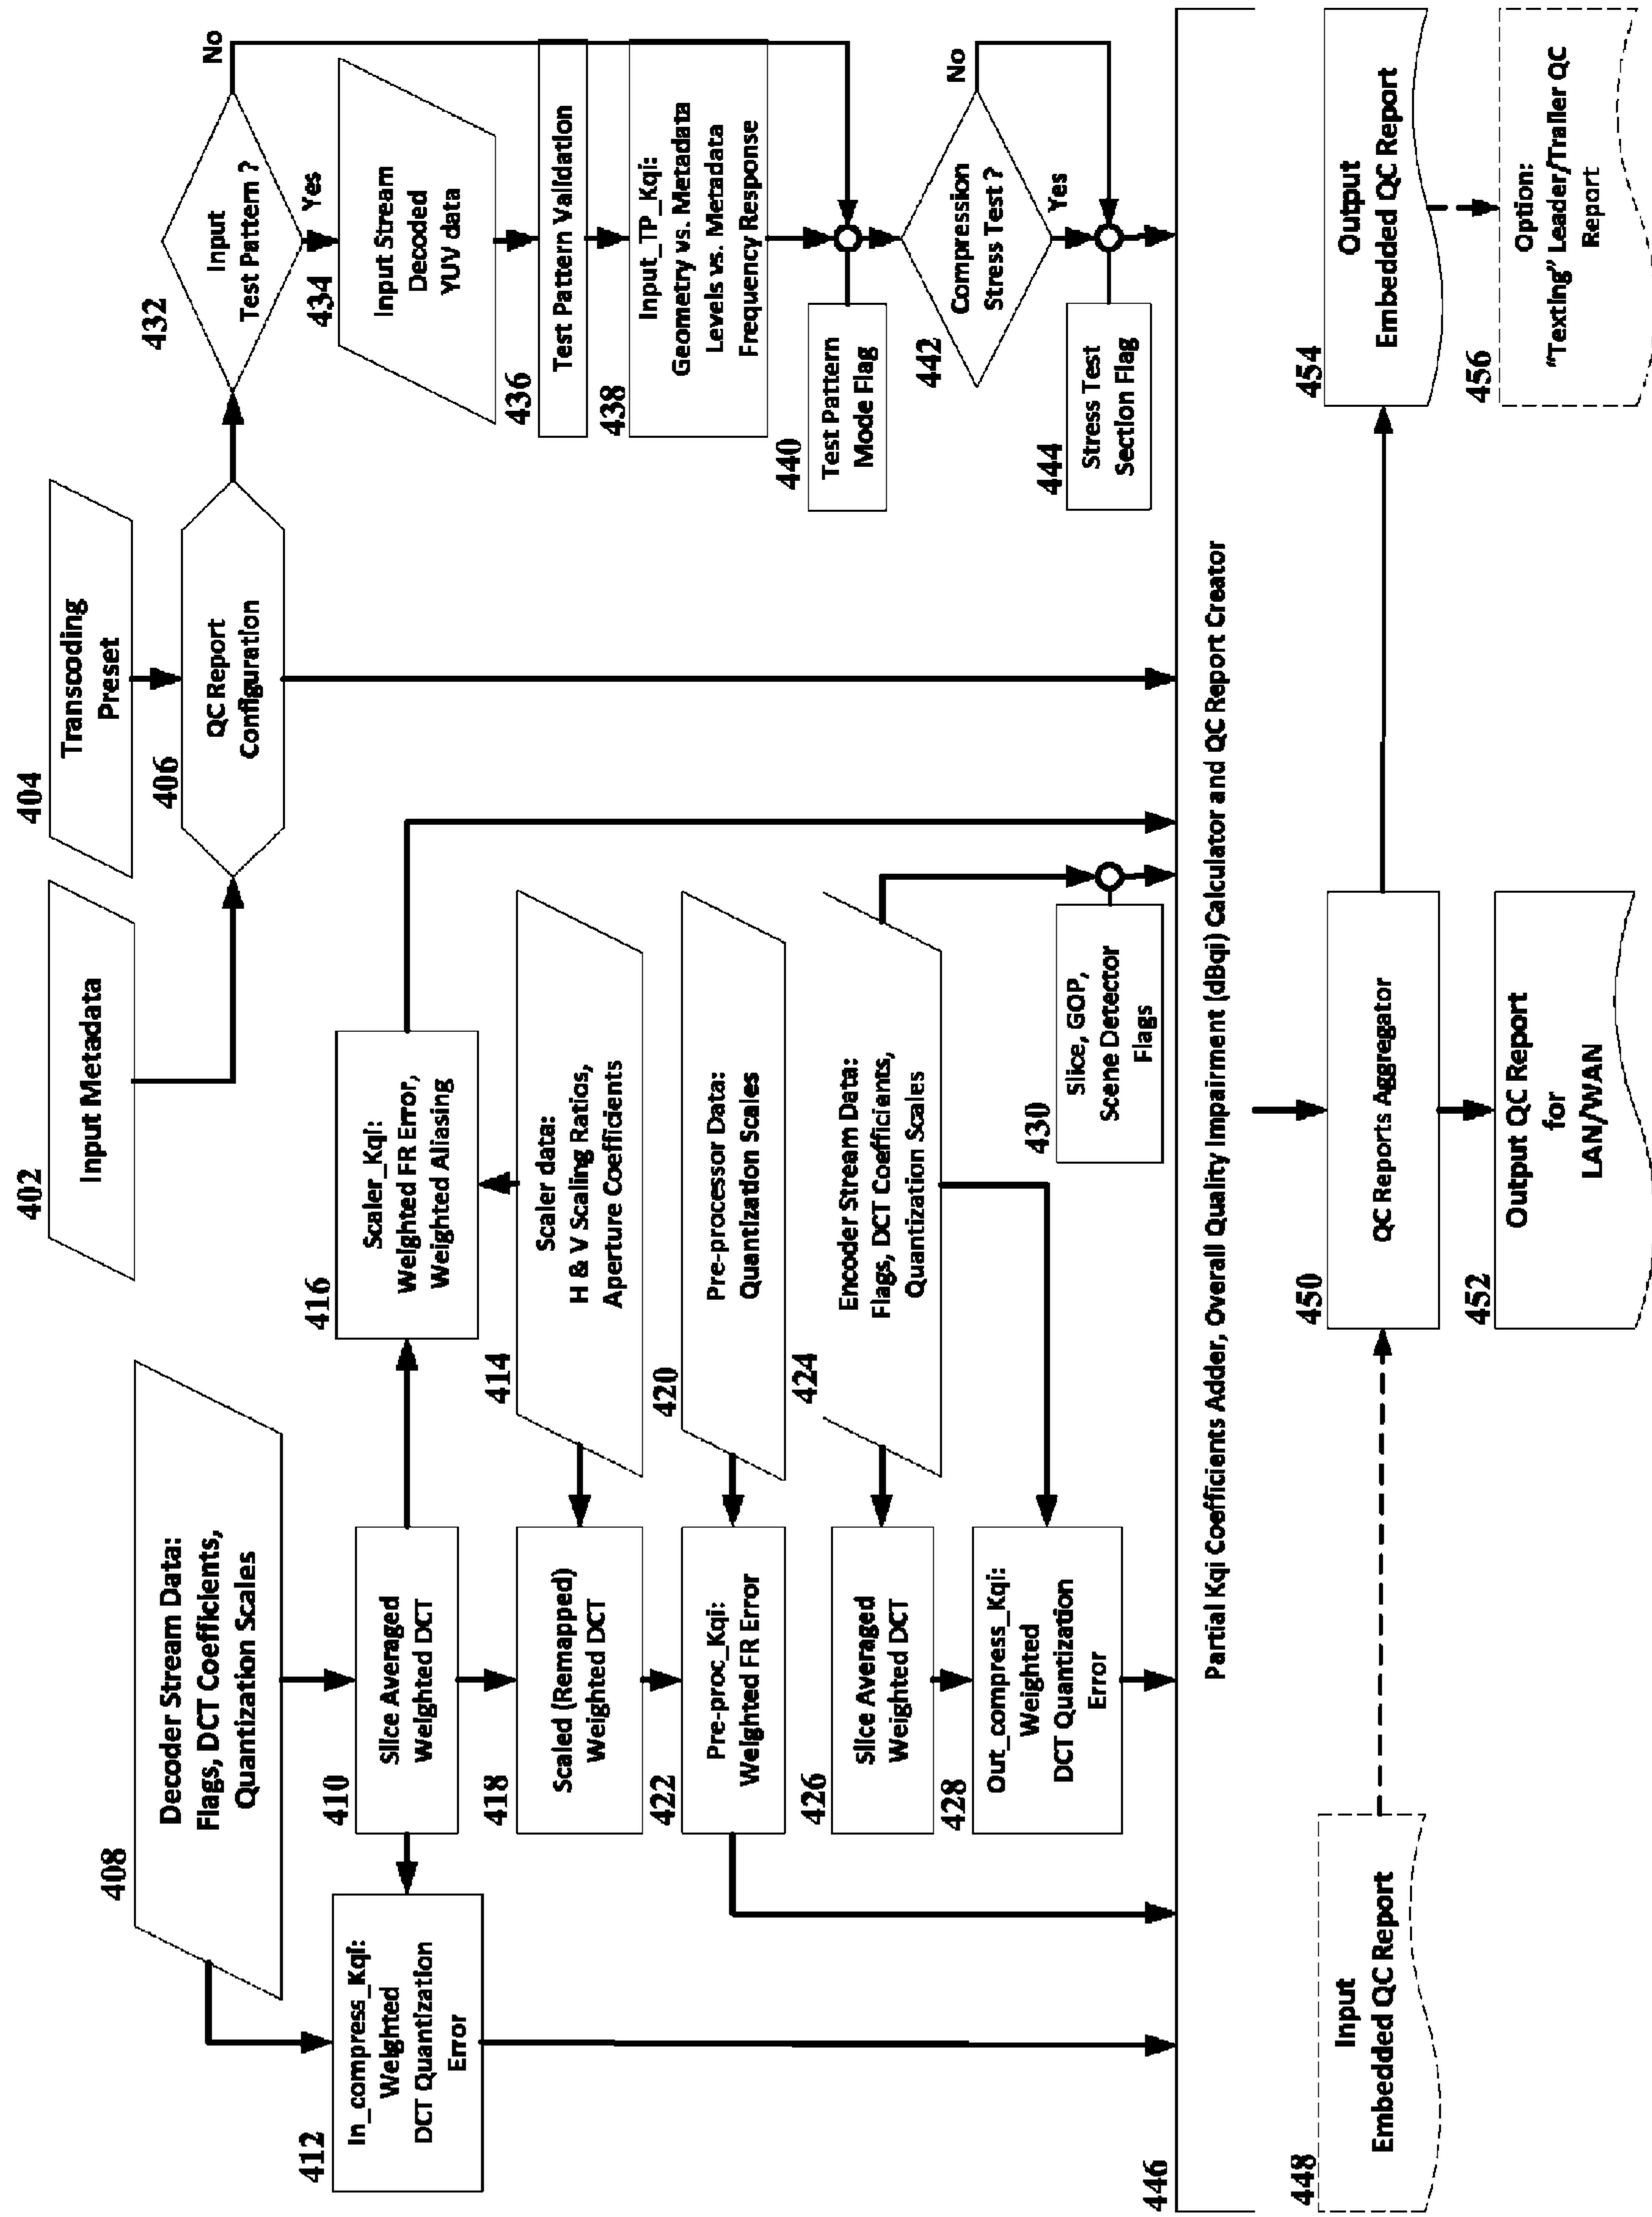 402
Input Metadata
404
Transcoding
Preset
406
QC Report
Configuration
408
Decoder Stream Data:
Flags, DCT Coefficients,
Quantization Scales
410
Slice Averaged
Weighted DCT
412
In_compress_Kqi:
Weighted
DCT Quantization
Error
414
Scaler data:
H & V Scaling Ratios,
Aperture Coefficients
416
Scaler_Kqi:
Weighted FR Error,
Weighted Aliasing
418
Scaled (Remapped)
Weighted DCT
420
Pre-processor Data:
Quantization Scales
422
Pre-proc_Kqi:
Weighted FR Error
424
Encoder Stream Data:
Flags, DCT Coefficients,
Quantization Scales
426
Slice Averaged
Weighted DCT
428
Out_compress_Kqi:
Weighted
DCT Quantization
Error
430
Slice, GOP,
Scene Detector
Flags
432
Input
Test Pattern ?
No
Yes
434
Input Stream
Decoded
YUV data
436
Test Pattern Validation
438
Input_TP_Kqi:
Geometry vs. Metadata
Levels vs. Metadata
Frequency Response
440
Test Pattern
Mode Flag
442
Compression
Stress Test ?
No
Yes
444
Stress Test
Section Flag
446
Partial Kqi Coefficients Adder, Overall Quality Impairment (dBqi) Calculator and QC Report Creator
448
Input
Embedded QC Report
450
QC Reports Aggregator
452
Output QC Report
for
LAN/WAN
454
Output
Embedded QC Report
456
Option:
"Texting" Leader/Trailer QC
Report